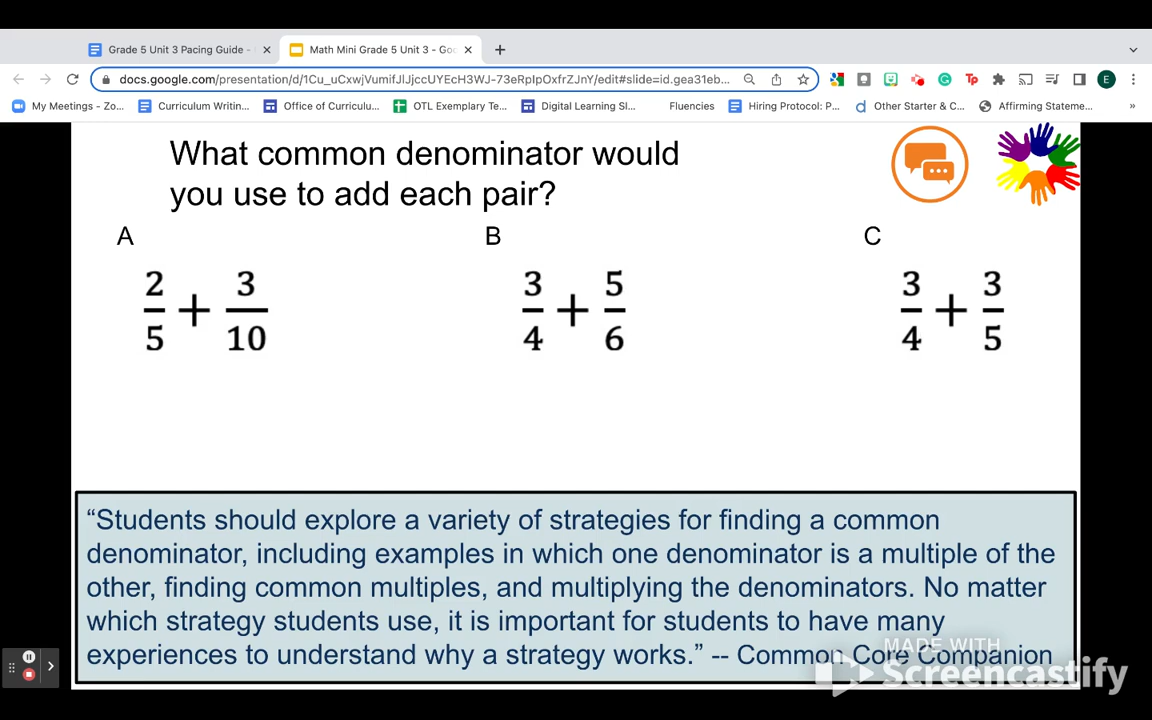 Grade 5 Unit 3 Pacing Guide -
Math Mini Grade 5 Unit 3 - Goo
docs.google.com/presentation/d/1Cu_uCxwjVumifJlJjccUYEcH3WJ-73eRpIpOxfrZJnY/edit#slide=id.gea31eb...
E
My Meetings - Zo... Curriculum Writin... Office of Curriculu... OTL Exemplary Te... Digital Learning Sl... Fluencies Hiring Protocol: P... Other Starter & C... Affirming Stateme... »
What common denominator would
you use to add each pair?
A B C
2/5 + 3/10 3/4 + 5/6 3/4 + 3/5
“Students should explore a variety of strategies for finding a common
denominator, including examples in which one denominator is a multiple of the
other, finding common multiples, and multiplying the denominators. No matter
which strategy students use, it is important for students to have many
experiences to understand why a strategy works.” -- Common Core Companion
MADE WITH
Screencastify